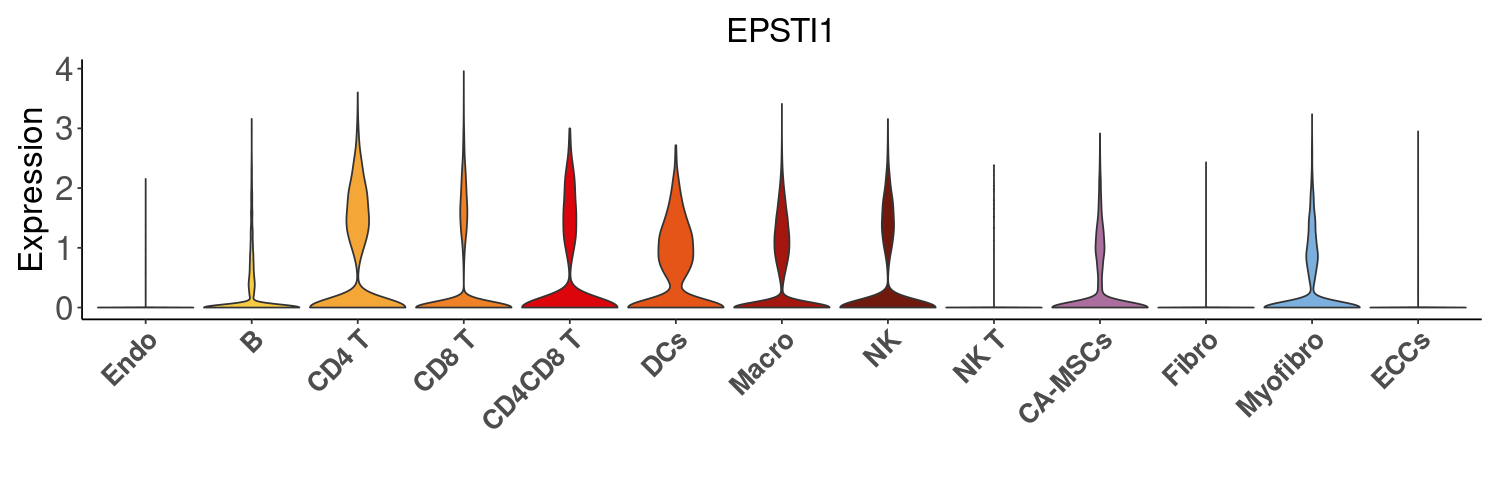 EPSTI1
Expression
4
3
2
1
0
Endo
B
CD4 T
CD8 T
CD4CD8 T
DCs
Macro
NK
NK T
CA-MSCs
Fibro
Myofibro
ECCs